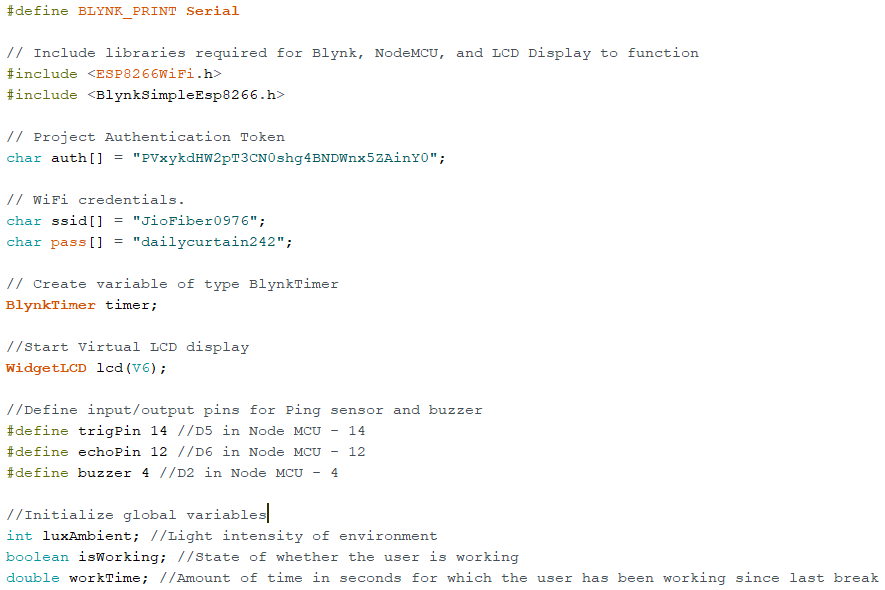 #define BLYNK_PRINT Serial
// Include libraries required for Blynk, NodeMCU, and LCD Display to function
#include <ESP8266WiFi.h>
#include <BlynkSimpleEsp8266.h>
// Project Authentication Token
char auth[] = "PVxykdHW2pT3CN0shg4BNDWnx5ZAinY0";
// WiFi credentials.
char ssid[] = "JioFiber0976";
char pass[] = "dailycurtain242";
// Create variable of type BlynkTimer
BlynkTimer timer;
//Start Virtual LCD display
WidgetLCD lcd(V6);
//Define input/output pins for Ping sensor and buzzer
#define trigPin 14 //D5 in Node MCU - 14
#define echoPin 12 //D6 in Node MCU - 12
#define buzzer 4 //D2 in Node MCU - 4
//Initialize global variables
int luxAmbient; //Light intensity of environment
boolean isWorking; //State of whether the user is working
double workTime; //Amount of time in seconds for which the user has been working since last break